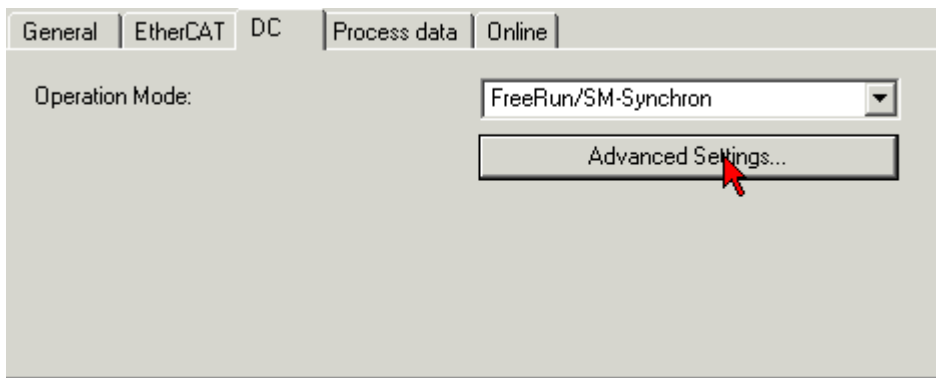 General EtherCAT DC Process data Online
Operation Mode: FreeRun/SM-Synchron
Advanced Settings...